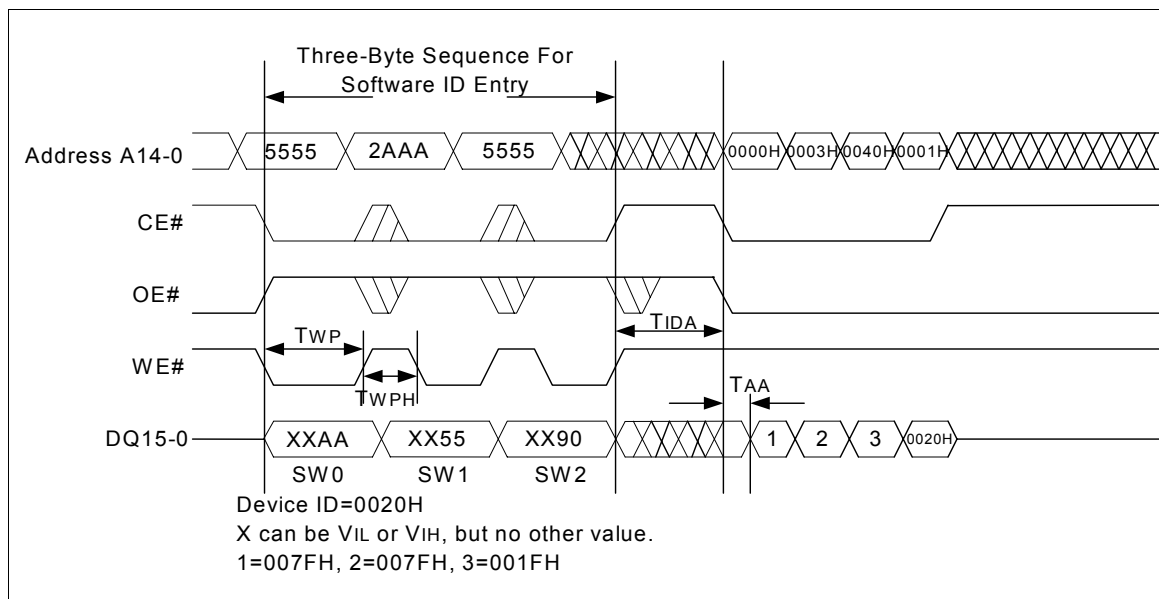 Three-Byte Sequence For
Software ID Entry
Address A14-0
5555
2AAA
5555
0000H
0003H
0040H
0001H
CE#
OE#
TWP
TIDA
WE#
TWPH
TAA
DQ15-0
XXAA
XX55
XX90
1
2
3
0020H
SW0
SW1
SW2
Device ID=0020H
X can be VIL or VIH, but no other value.
1=007FH, 2=007FH, 3=001FH